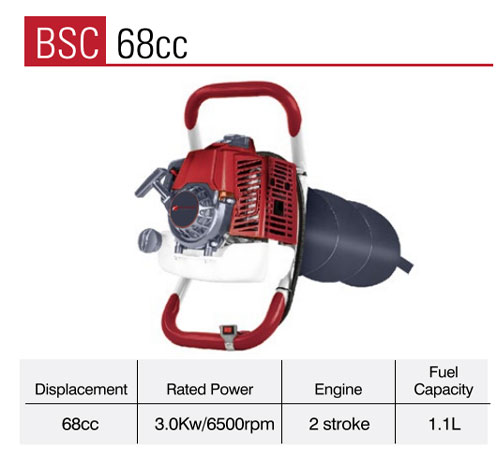 BSC 68cc
Fuel
Displacement Rated Power Engine Capacity
68cc 3.0Kw/6500rpm 2 stroke 1.1L